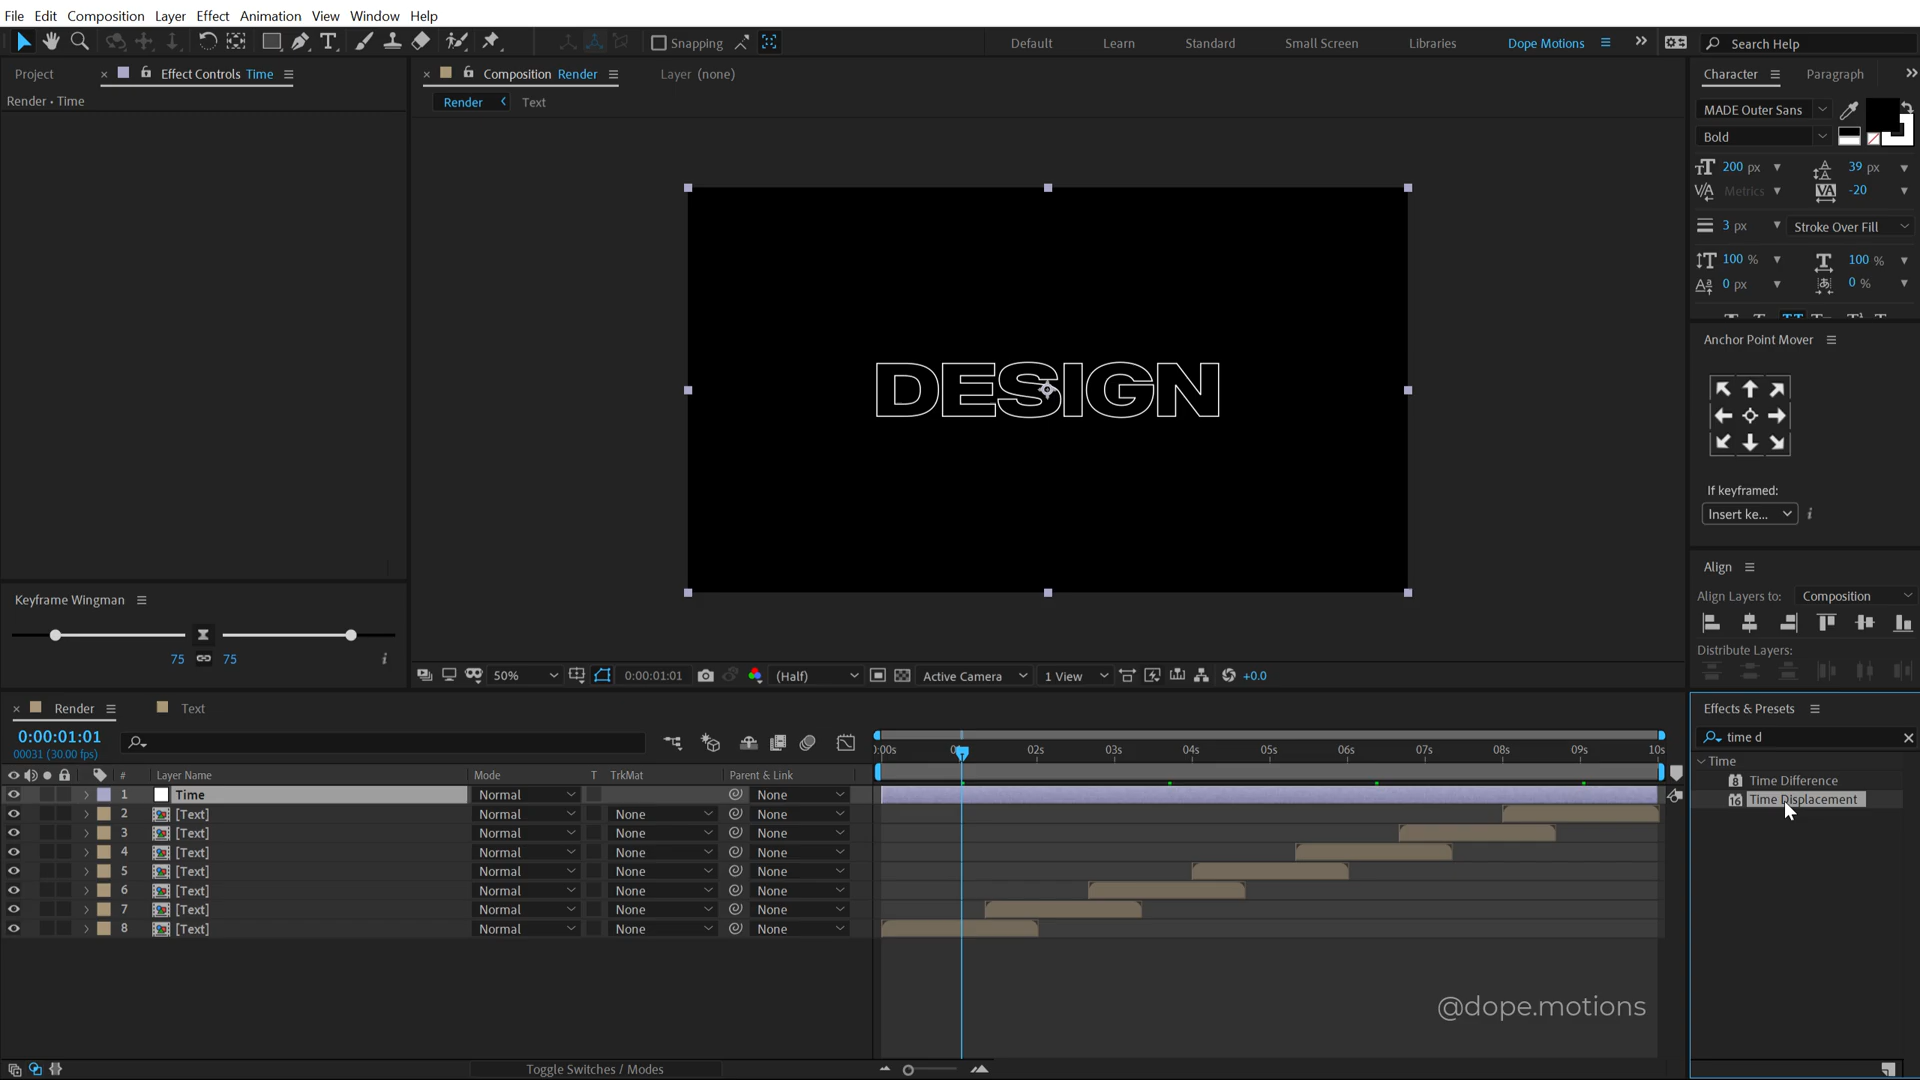 File Edit Composition Layer Effect Animation View Window Help
Snapping Default Learn Standard Small Screen Libraries Dope Motions Search Help
Project Effect Controls Time Composition Render Layer (none) Character Paragraph
Render • Time Render Text
MADE Outer Sans
Bold
200 px 39 px
Metrics -20
3 px Stroke Over Fill
100 % 100 %
0 px 0 %
DESIGN
Anchor Point Mover
If keyframed:
Insert ke...
Align
Align Layers to: Composition
Distribute Layers:
Keyframe Wingman
75 75
50% 0:00:01:01 (Half) Active Camera 1 View +0.0
Render Text
0:00:01:01
00031 (30.00 fps)
:00s 02s 03s 04s 05s 06s 07s 08s 09s 10s
# Layer Name Mode T TrkMat Parent & Link
1 Time Normal None
2 [Text] Normal None None
3 [Text] Normal None None
4 [Text] Normal None None
5 [Text] Normal None None
6 [Text] Normal None None
7 [Text] Normal None None
8 [Text] Normal None None
Toggle Switches / Modes
Effects & Presets
time d
Time
Time Difference
Time Displacement
@dope.motions